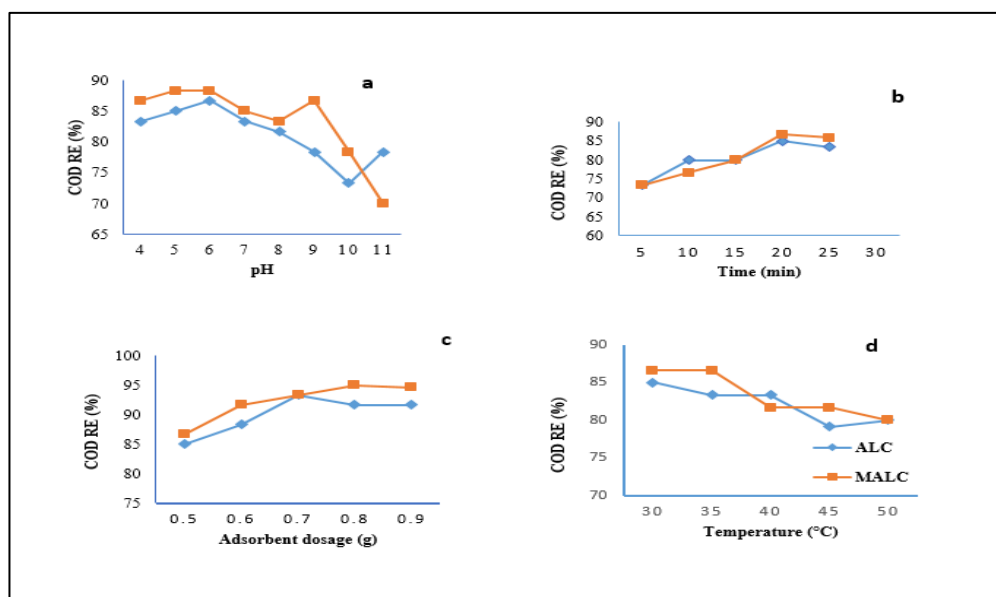 a
90
85
80
75
70
65
COD RE (%)
4 5 6 7 8 9 10 11
pH
b
90
85
80
75
70
65
60
COD RE (%)
5 10 15 20 25 30
Time (min)
c
100
95
90
85
80
75
COD RE (%)
0.5 0.6 0.7 0.8 0.9
Adsorbent dosage (g)
d
90
85
80
75
70
COD RE (%)
ALC
MALC
30 35 40 45 50
Temperature (°C)